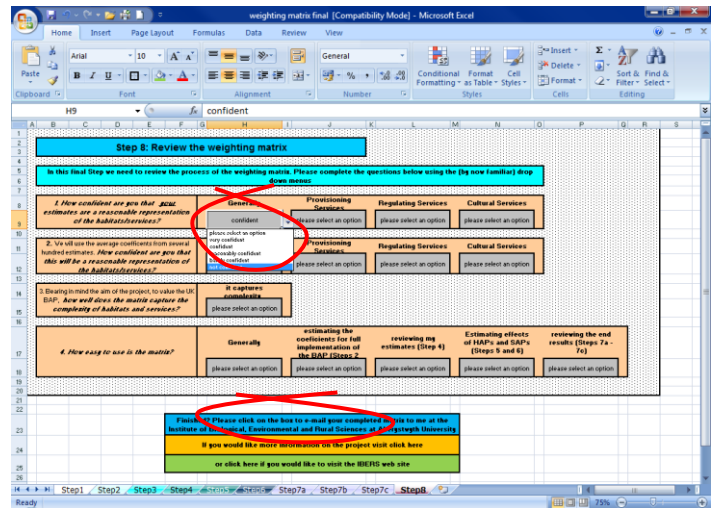 weighting matrix final [Compatibility Mode] - Microsoft Excel
Home Insert Page Layout Formulas Data Review View
Arial 10 General
Paste
Conditional Formatting
Format as Table
Cell Styles
Insert
Delete
Format
Sort & Filter
Find & Select
Clipboard Font Alignment Number Styles Cells Editing
H9 fx confident
A B C D E F G H I J K L M N O P Q R S
Step 8: Review the weighting matrix
In this final Step we need to review the process of the weighting matrix. Please complete the questions below using the (by now familiar) drop
down menus
1. How confident are you that your
estimates are a reasonable representation
of the habitats/services?
Generally
Provisioning
Services
Regulating Services
Cultural Services
confident
please select an option
please select an option
please select an option
please select an option
very confident
confident
reasonably confident
2. We will use the average coefficents from several
hundred estimates. How confident are you that
this will be a reasonable representation of
the habitats/services?
Provisioning
Services
Regulating Services
Cultural Services
please select an option
please select an option
please select an option
3. Bearing in mind the aim of the project, to value the UK
BAP, how well does the matrix capture the
complexity of habitats and services?
it captures
complexity
please select an option
4. How easy to use is the matrix?
Generally
estimating the
coefficients for full
implementation of
the BAP (Steps 2
reviewing my
estimates (Step 4)
Estimating effects
of HAPs and SAPs
(Steps 5 and 6)
reviewing the end
results (Steps 7a -
7c)
please select an option
please select an option
please select an option
please select an option
please select an option
Finished? Please click on the box to e-mail your completed matrix to me at the
Institute of Biological, Environmental and Rural Sciences at Aberystwyth University
If you would like more information on the project visit click here
or click here if you would like to visit the IBERS web site
Step1 Step2 Step3 Step4 Step5 Step6 Step7a Step7b Step7c Step8
Ready 75%